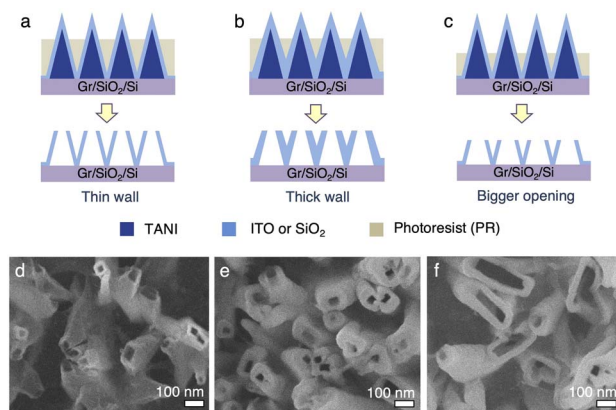 a
b
c
Gr/SiO₂/Si
Gr/SiO₂/Si
Gr/SiO₂/Si
Gr/SiO₂/Si
Gr/SiO₂/Si
Gr/SiO₂/Si
Thin wall
Thick wall
Bigger opening
TANI
ITO or SiO₂
Photoresist (PR)
d
e
f
100 nm
100 nm
100 nm